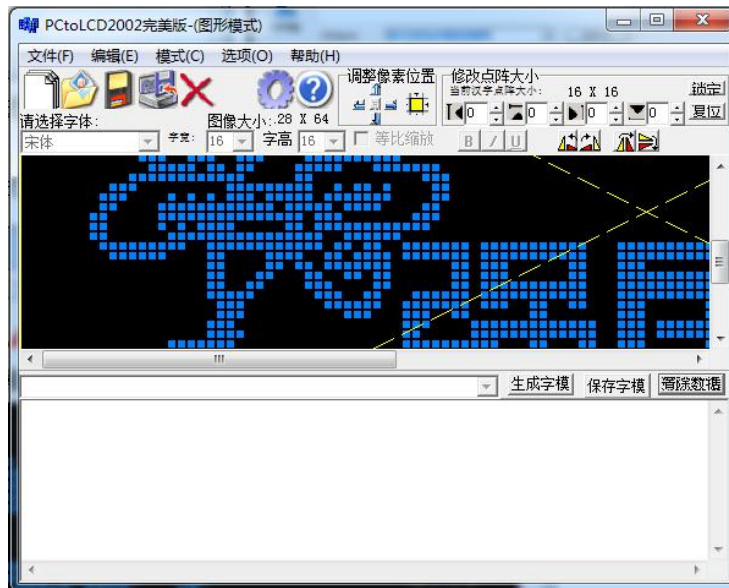 PCtoLCD2002完美版-(图形模式)
文件(F) 编辑(E) 模式(C) 选项(O) 帮助(H)
调整像素位置 修改点阵大小
当前汉字点阵大小: 16 X 16 锁定
0 0 0 0 复位
请选择字体: 图像大小:.28 X 64
宋体 字宽: 16 字高 16 等比缩放 B I U
生成字模 保存字模 清除数据